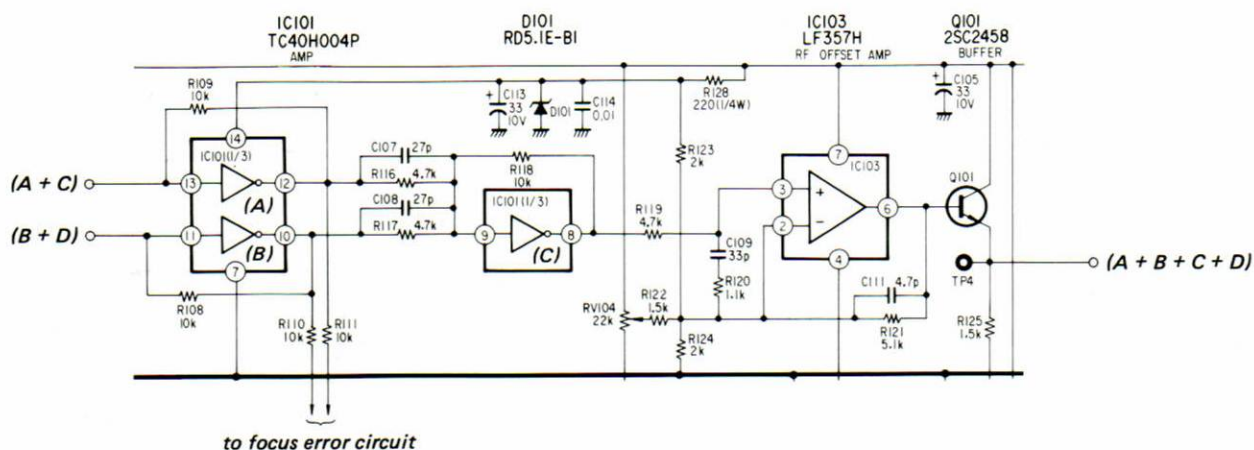 IC101
TC40H004P
AMP
D101
RD5.1E-B1
IC103
LF357H
RF OFFSET AMP
Q101
2SC2458
BUFFER
R109
10k
C113
33
10V
D101
C114
0.01
R128
220(1/4W)
C105
33
10V
14
IC101(1/3)
C107
27p
R123
2k
7
IC103
R118
10k
(A + C)
13
12
(A)
R116
4.7k
IC101(1/3)
Q101
C108
27p
3
+
R119
4.7k
6
(B + D)
11
10
(B)
R117
4.7k
9
8
(C)
2
−
C109
33p
7
4
TP4
(A + B + C + D)
R108
10k
R120
1.1k
C111
4.7p
R110
10k
R111
10k
RV104
22k
R122
1.5k
R121
5.1k
R125
1.5k
R124
2k
to focus error circuit